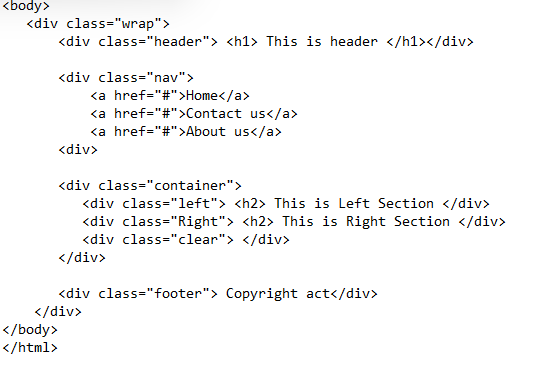 <body>
<div class="wrap">
<div class="header"> <h1> This is header </h1></div>
<div class="nav">
<a href="#">Home</a>
<a href="#">Contact us</a>
<a href="#">About us</a>
<div>
<div class="container">
<div class="left"> <h2> This is Left Section </div>
<div class="Right"> <h2> This is Right Section </div>
<div class="clear"> </div>
</div>
<div class="footer"> Copyright act</div>
</div>
</body>
</html>